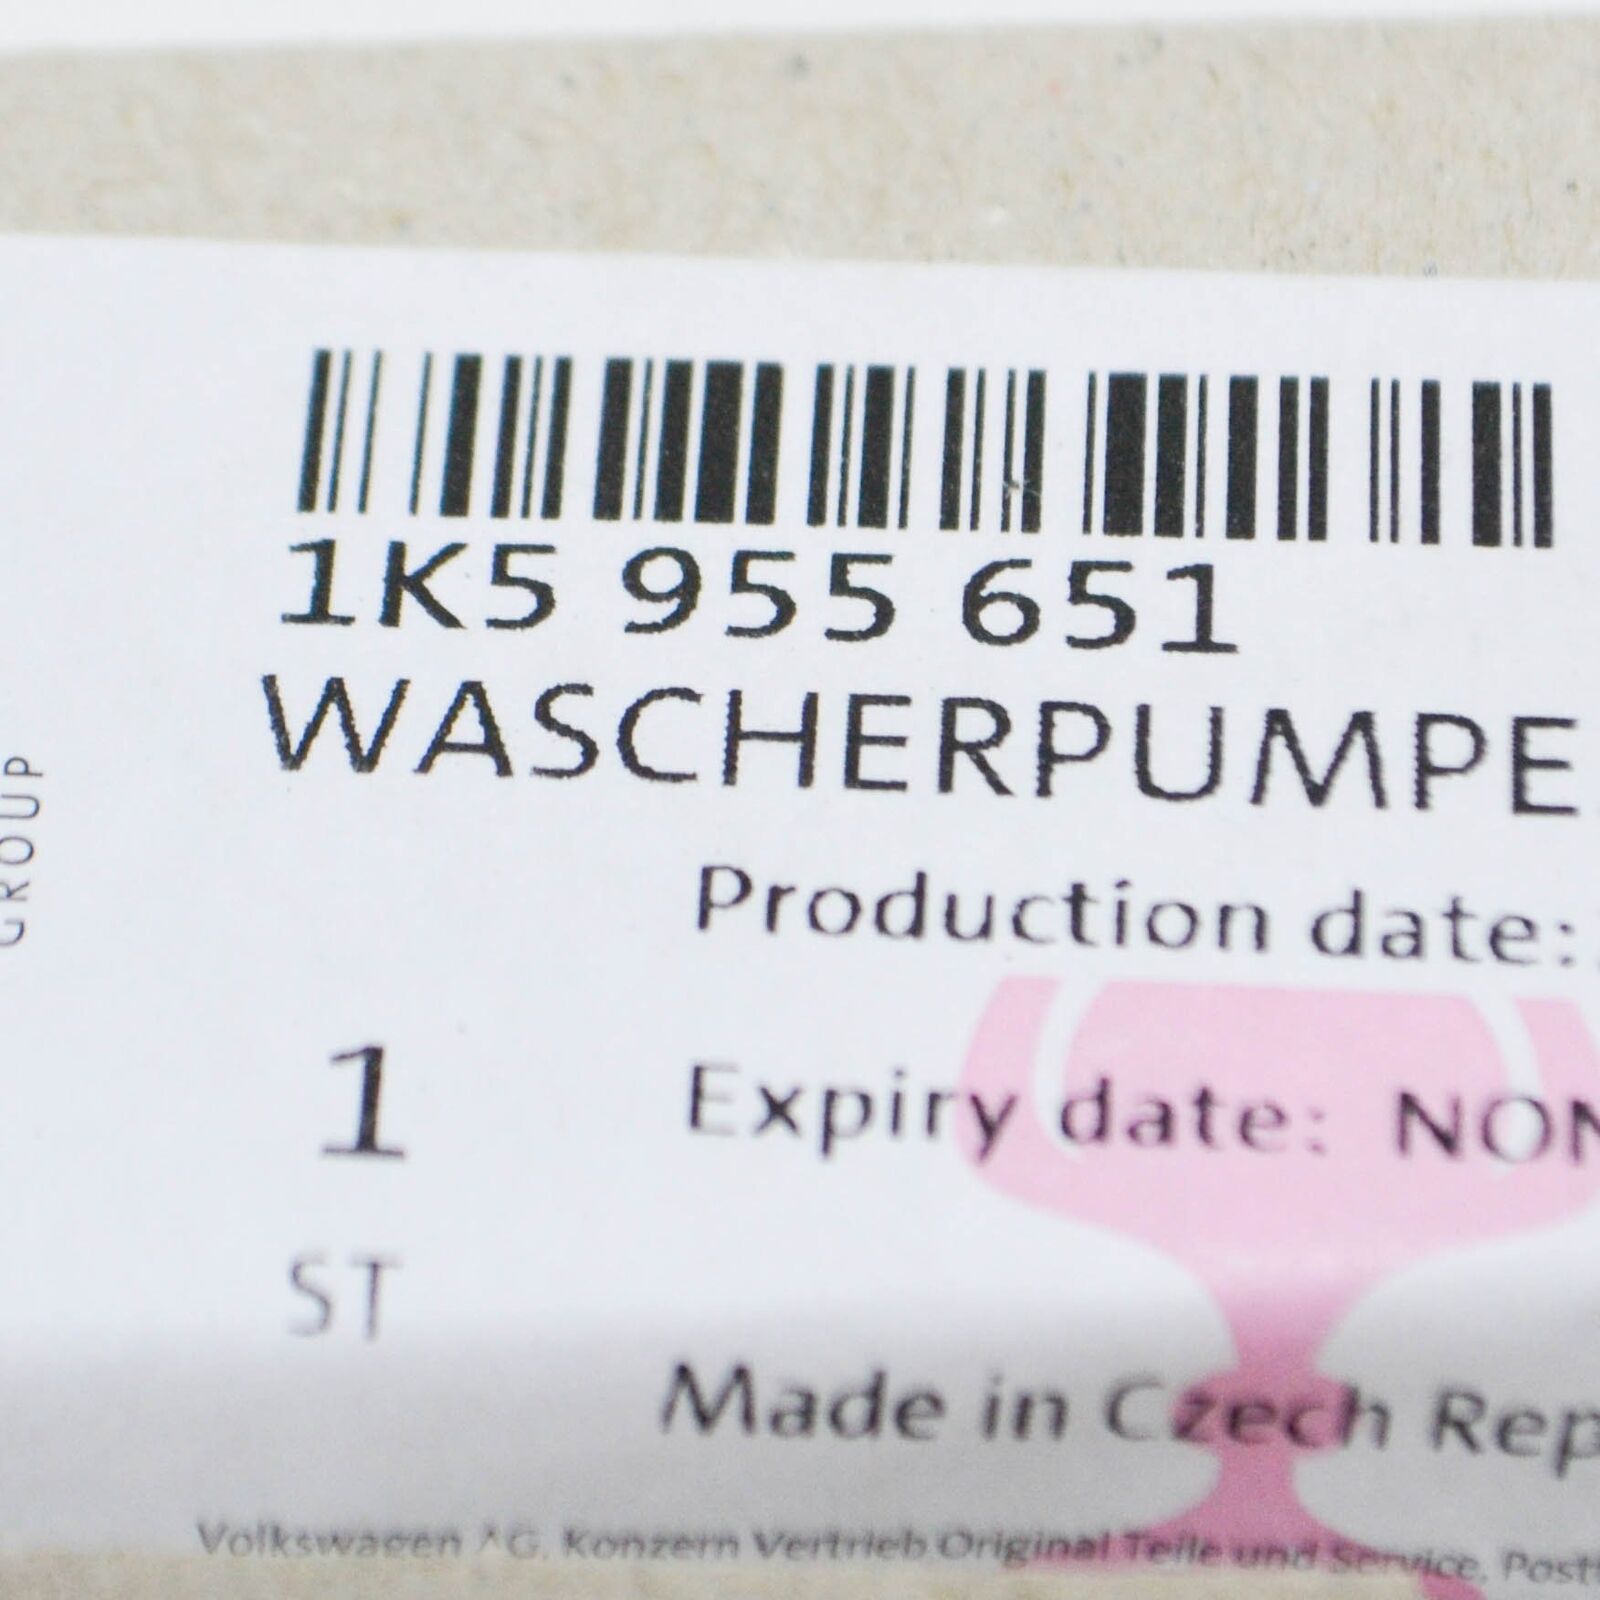 1K5 955 651
WASCHERPUMPE
Production date:
GROUP
1
Expiry date: NON
ST
Made in Czech Rep
Volkswagen AG, Konzern Vertrieb Original Teile und Service, Post